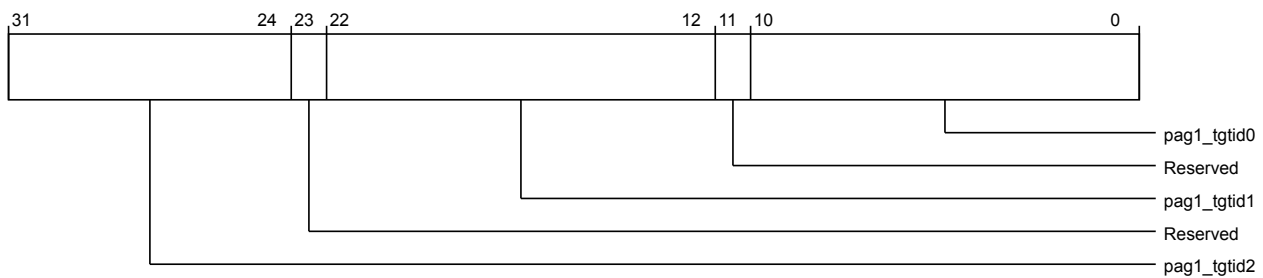 31 24 23 22 12 11 10 0
pag1_tgtid0
Reserved
pag1_tgtid1
Reserved
pag1_tgtid2